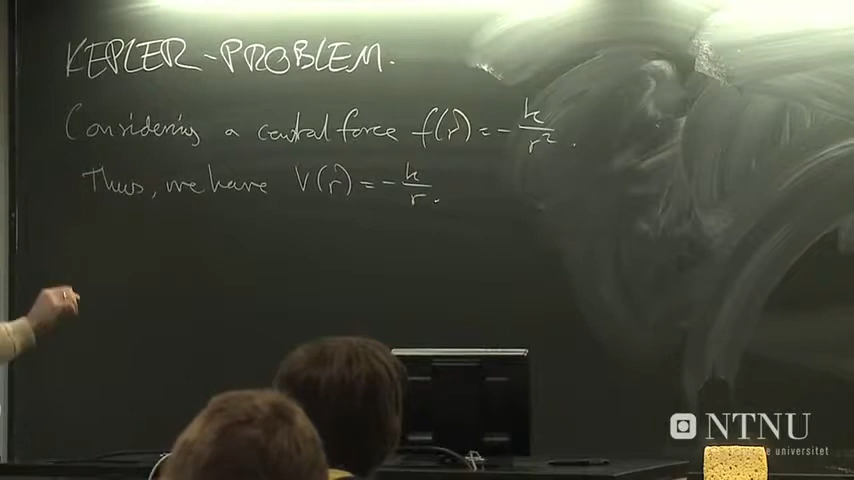 KEPLER-PROBLEM.
Considering a central force f(r) = - k/r².
Thus, we have V(r) = - k/r.
NTNU
universitet